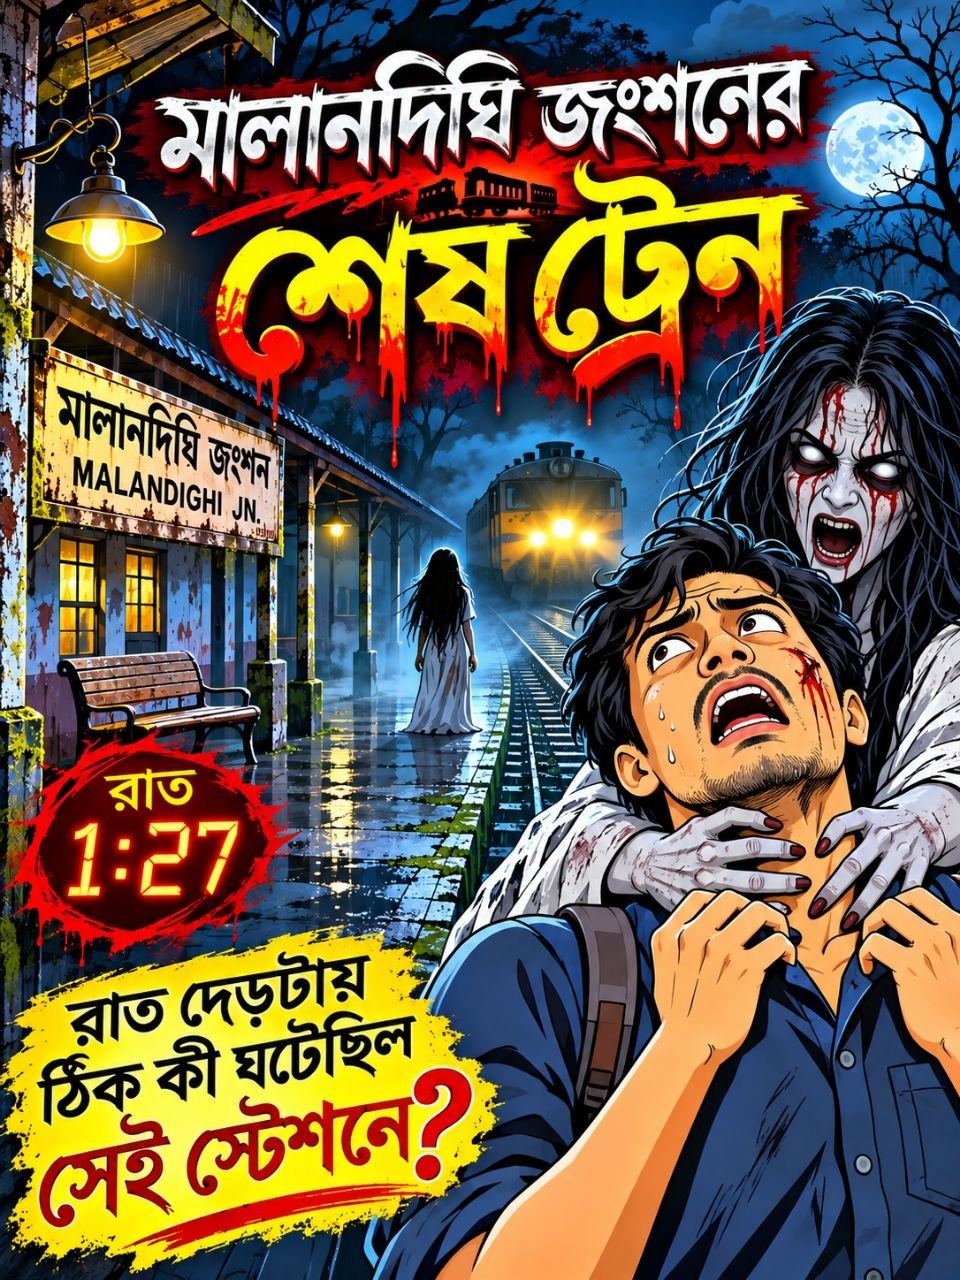 মালানদিঘি জংশনের
শেষ ট্রেন
মালানদিঘি জংশন
MALANDIGHI JN.
রাত
1:27
রাত দেড়টায়
ঠিক কী ঘটেছিল
সেই স্টেশনে?